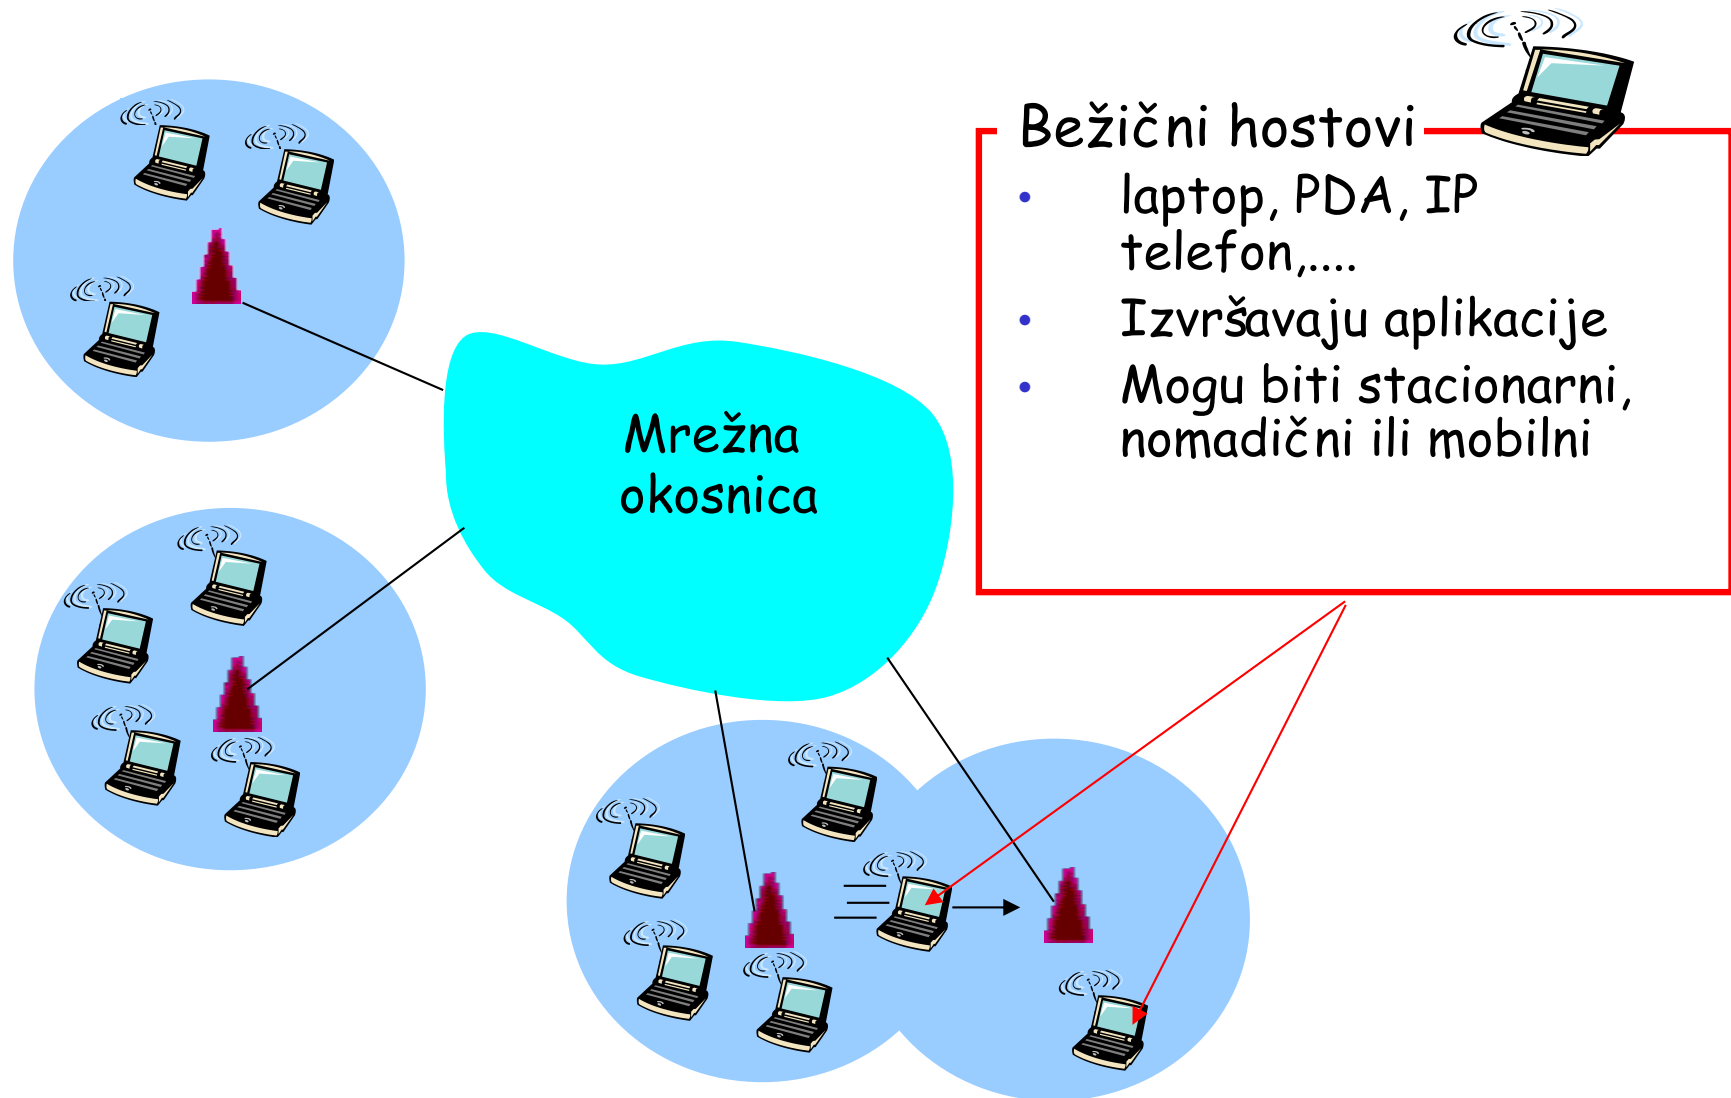 Bežični hostovi
• laptop, PDA, IP
telefon,....
• Izvršavaju aplikacije
• Mogu biti stacionarni,
nomadični ili mobilni
Mrežna
okosnica